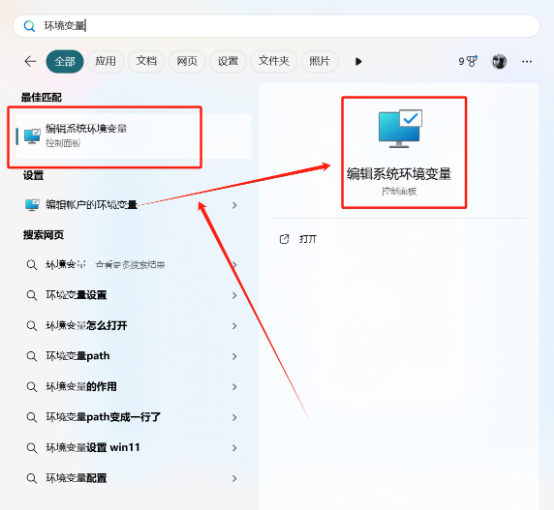 环境变量
全部 应用 文档 网页 设置 文件夹 照片 9
最佳匹配
编辑系统环境变量
控制面板
设置
编辑帐户的环境变量
搜索网页
环境变量 - 查看更多搜索结果
环境变量设置
环境变量怎么打开
环境变量path
环境变量的作用
环境变量path变成一行了
环境变量设置 win11
环境变量配置
编辑系统环境变量
控制面板
打开